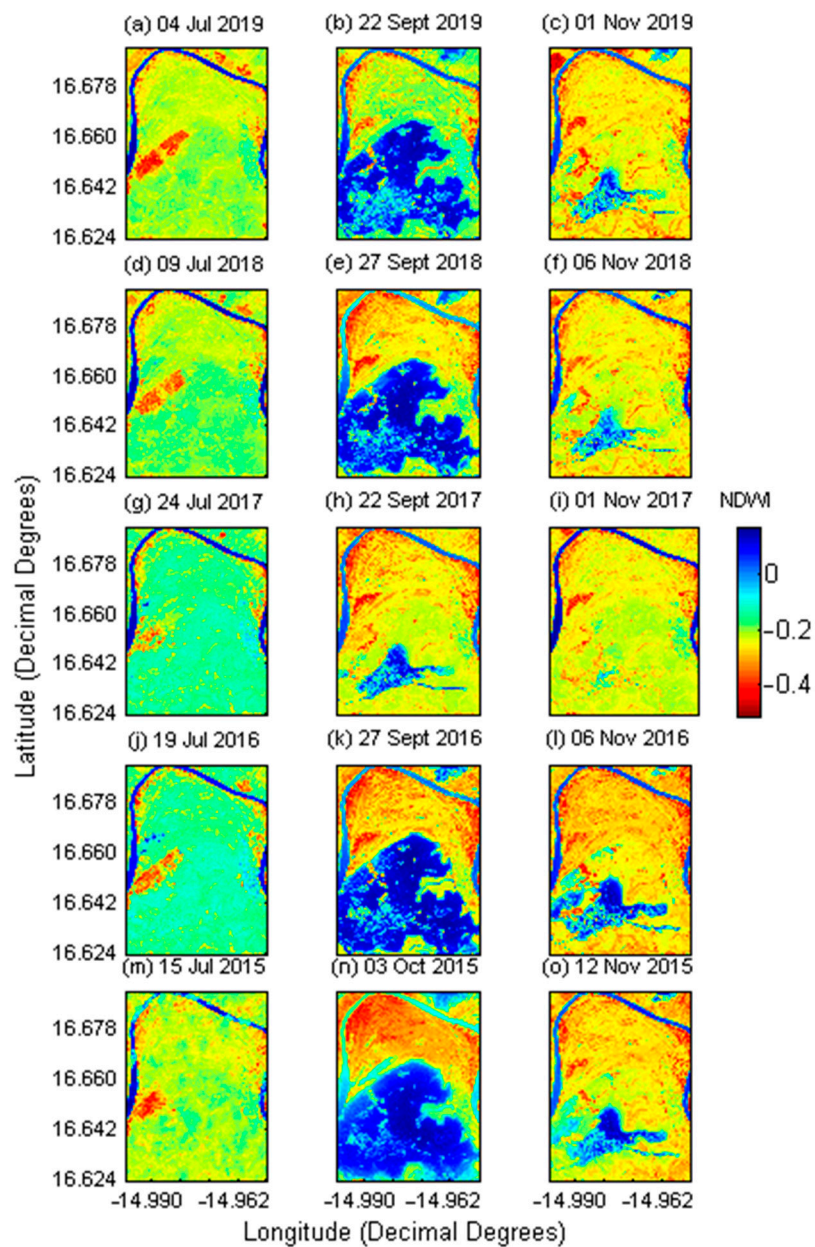 (a) 04 Jul 2019 (b) 22 Sept 2019 (c) 01 Nov 2019
16.678
16.660
16.642
16.624
(d) 09 Jul 2018 (e) 27 Sept 2018 (f) 06 Nov 2018
16.678
16.660
16.642
16.624
(g) 24 Jul 2017 (h) 22 Sept 2017 (i) 01 Nov 2017
16.678
16.660
16.642
16.624
(j) 19 Jul 2016 (k) 27 Sept 2016 (l) 06 Nov 2016
16.678
16.660
16.642
16.624
(m) 15 Jul 2015 (n) 03 Oct 2015 (o) 12 Nov 2015
16.678
16.660
16.642
16.624
−14.990 −14.962 −14.990 −14.962 −14.990 −14.962
Longitude (Decimal Degrees)
Latitude (Decimal Degrees)
NDWI
0
−0.2
−0.4